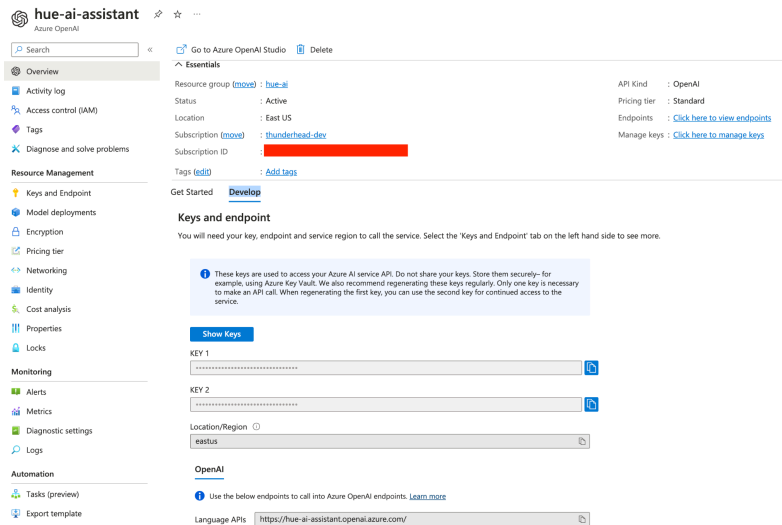 hue-ai-assistant
Azure OpenAI
Search
Overview
Activity log
Access control (IAM)
Tags
Diagnose and solve problems
Resource Management
Keys and Endpoint
Model deployments
Encryption
Pricing tier
Networking
Identity
Cost analysis
Properties
Locks
Monitoring
Alerts
Metrics
Diagnostic settings
Logs
Automation
Tasks (preview)
Export template
Go to Azure OpenAI Studio Delete
Essentials
Resource group (move) : hue-ai
Status : Active
Location : East US
Subscription (move) : thunderhead-dev
Subscription ID :
Tags (edit) : Add tags
API Kind : OpenAI
Pricing tier : Standard
Endpoints : Click here to view endpoints
Manage keys : Click here to manage keys
Get Started Develop
Keys and endpoint
You will need your key, endpoint and service region to call the service. Select the 'Keys and Endpoint' tab on the left hand side to see more.
These keys are used to access your Azure AI service API. Do not share your keys. Store them securely– for
example, using Azure Key Vault. We also recommend regenerating these keys regularly. Only one key is necessary
to make an API call. When regenerating the first key, you can use the second key for continued access to the
service.
Show Keys
KEY 1
KEY 2
Location/Region
eastus
OpenAI
Use the below endpoints to call into Azure OpenAI endpoints. Learn more
Language APIs https://hue-ai-assistant.openai.azure.com/